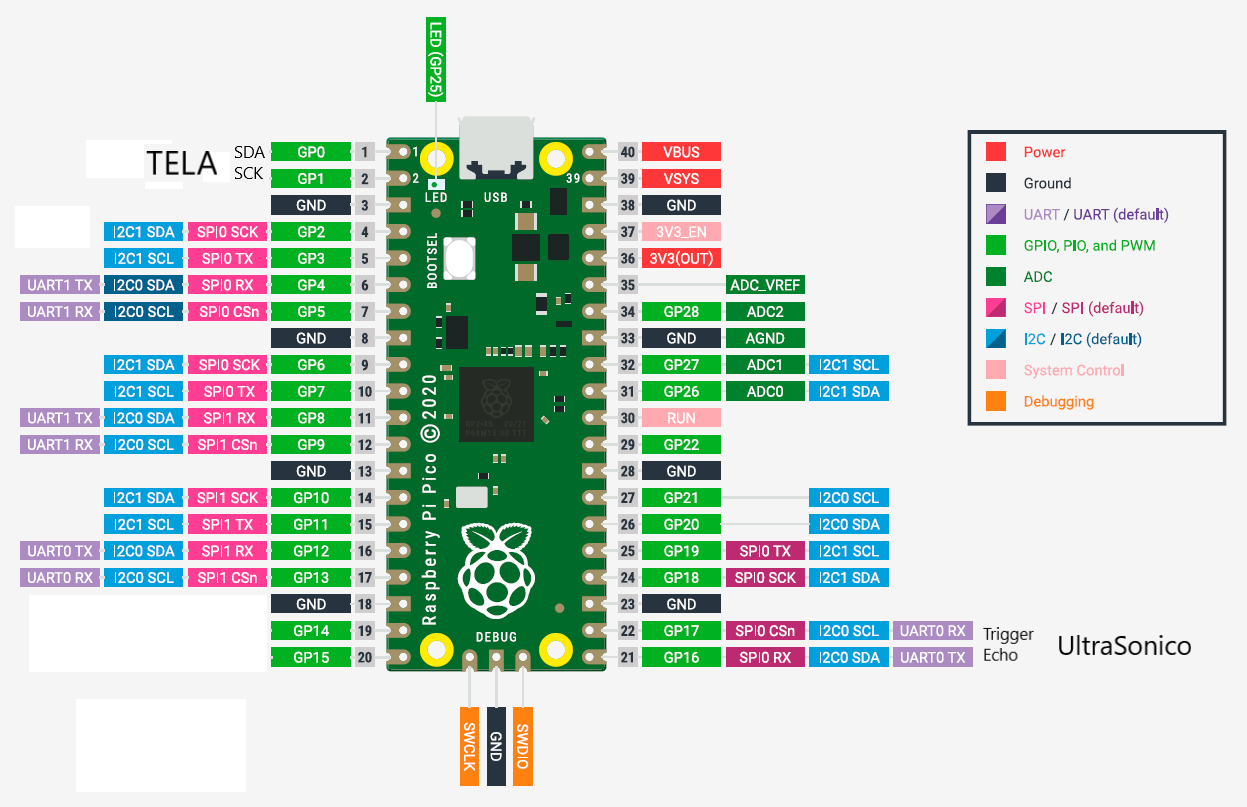 LED (GP25)
TELA SDA GP0 1
SCK GP1 2
GND 3
I2C1 SDA SPI0 SCK GP2 4
I2C1 SCL SPI0 TX GP3 5
UART1 TX I2C0 SDA SPI0 RX GP4 6
UART1 RX I2C0 SCL SPI0 CSn GP5 7
GND 8
I2C1 SDA SPI0 SCK GP6 9
I2C1 SCL SPI0 TX GP7 10
UART1 TX I2C0 SDA SPI1 RX GP8 11
UART1 RX I2C0 SCL SPI1 CSn GP9 12
GND 13
I2C1 SDA SPI1 SCK GP10 14
I2C1 SCL SPI1 TX GP11 15
UART0 TX I2C0 SDA SPI1 RX GP12 16
UART0 RX I2C0 SCL SPI1 CSn GP13 17
GND 18
GP14 19
GP15 20
1
2
39
LED
USB
BOOTSEL
Raspberry Pi Pico ©2020
DEBUG
SWCLK
GND
SWDIO
40 VBUS
39 VSYS
38 GND
37 3V3_EN
36 3V3(OUT)
35 ADC_VREF
34 GP28 ADC2
33 GND AGND
32 GP27 ADC1 I2C1 SCL
31 GP26 ADC0 I2C1 SDA
30 RUN
29 GP22
28 GND
27 GP21 I2C0 SCL
26 GP20 I2C0 SDA
25 GP19 SPI0 TX I2C1 SCL
24 GP18 SPI0 SCK I2C1 SDA
23 GND
22 GP17 SPI0 CSn I2C0 SCL UART0 RX Trigger
21 GP16 SPI0 RX I2C0 SDA UART0 TX Echo
UltraSonico
Power
Ground
UART / UART (default)
GPIO, PIO, and PWM
ADC
SPI / SPI (default)
I2C / I2C (default)
System Control
Debugging